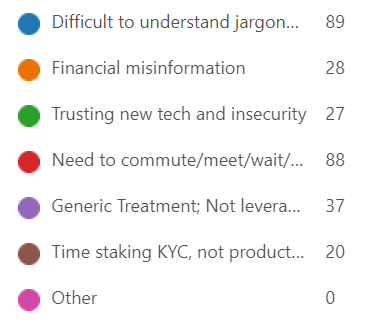 Difficult to understand jargon... 89
Financial misinformation 28
Trusting new tech and insecurity 27
Need to commute/meet/wait/... 88
Generic Treatment; Not levera... 37
Time staking KYC, not product... 20
Other 0